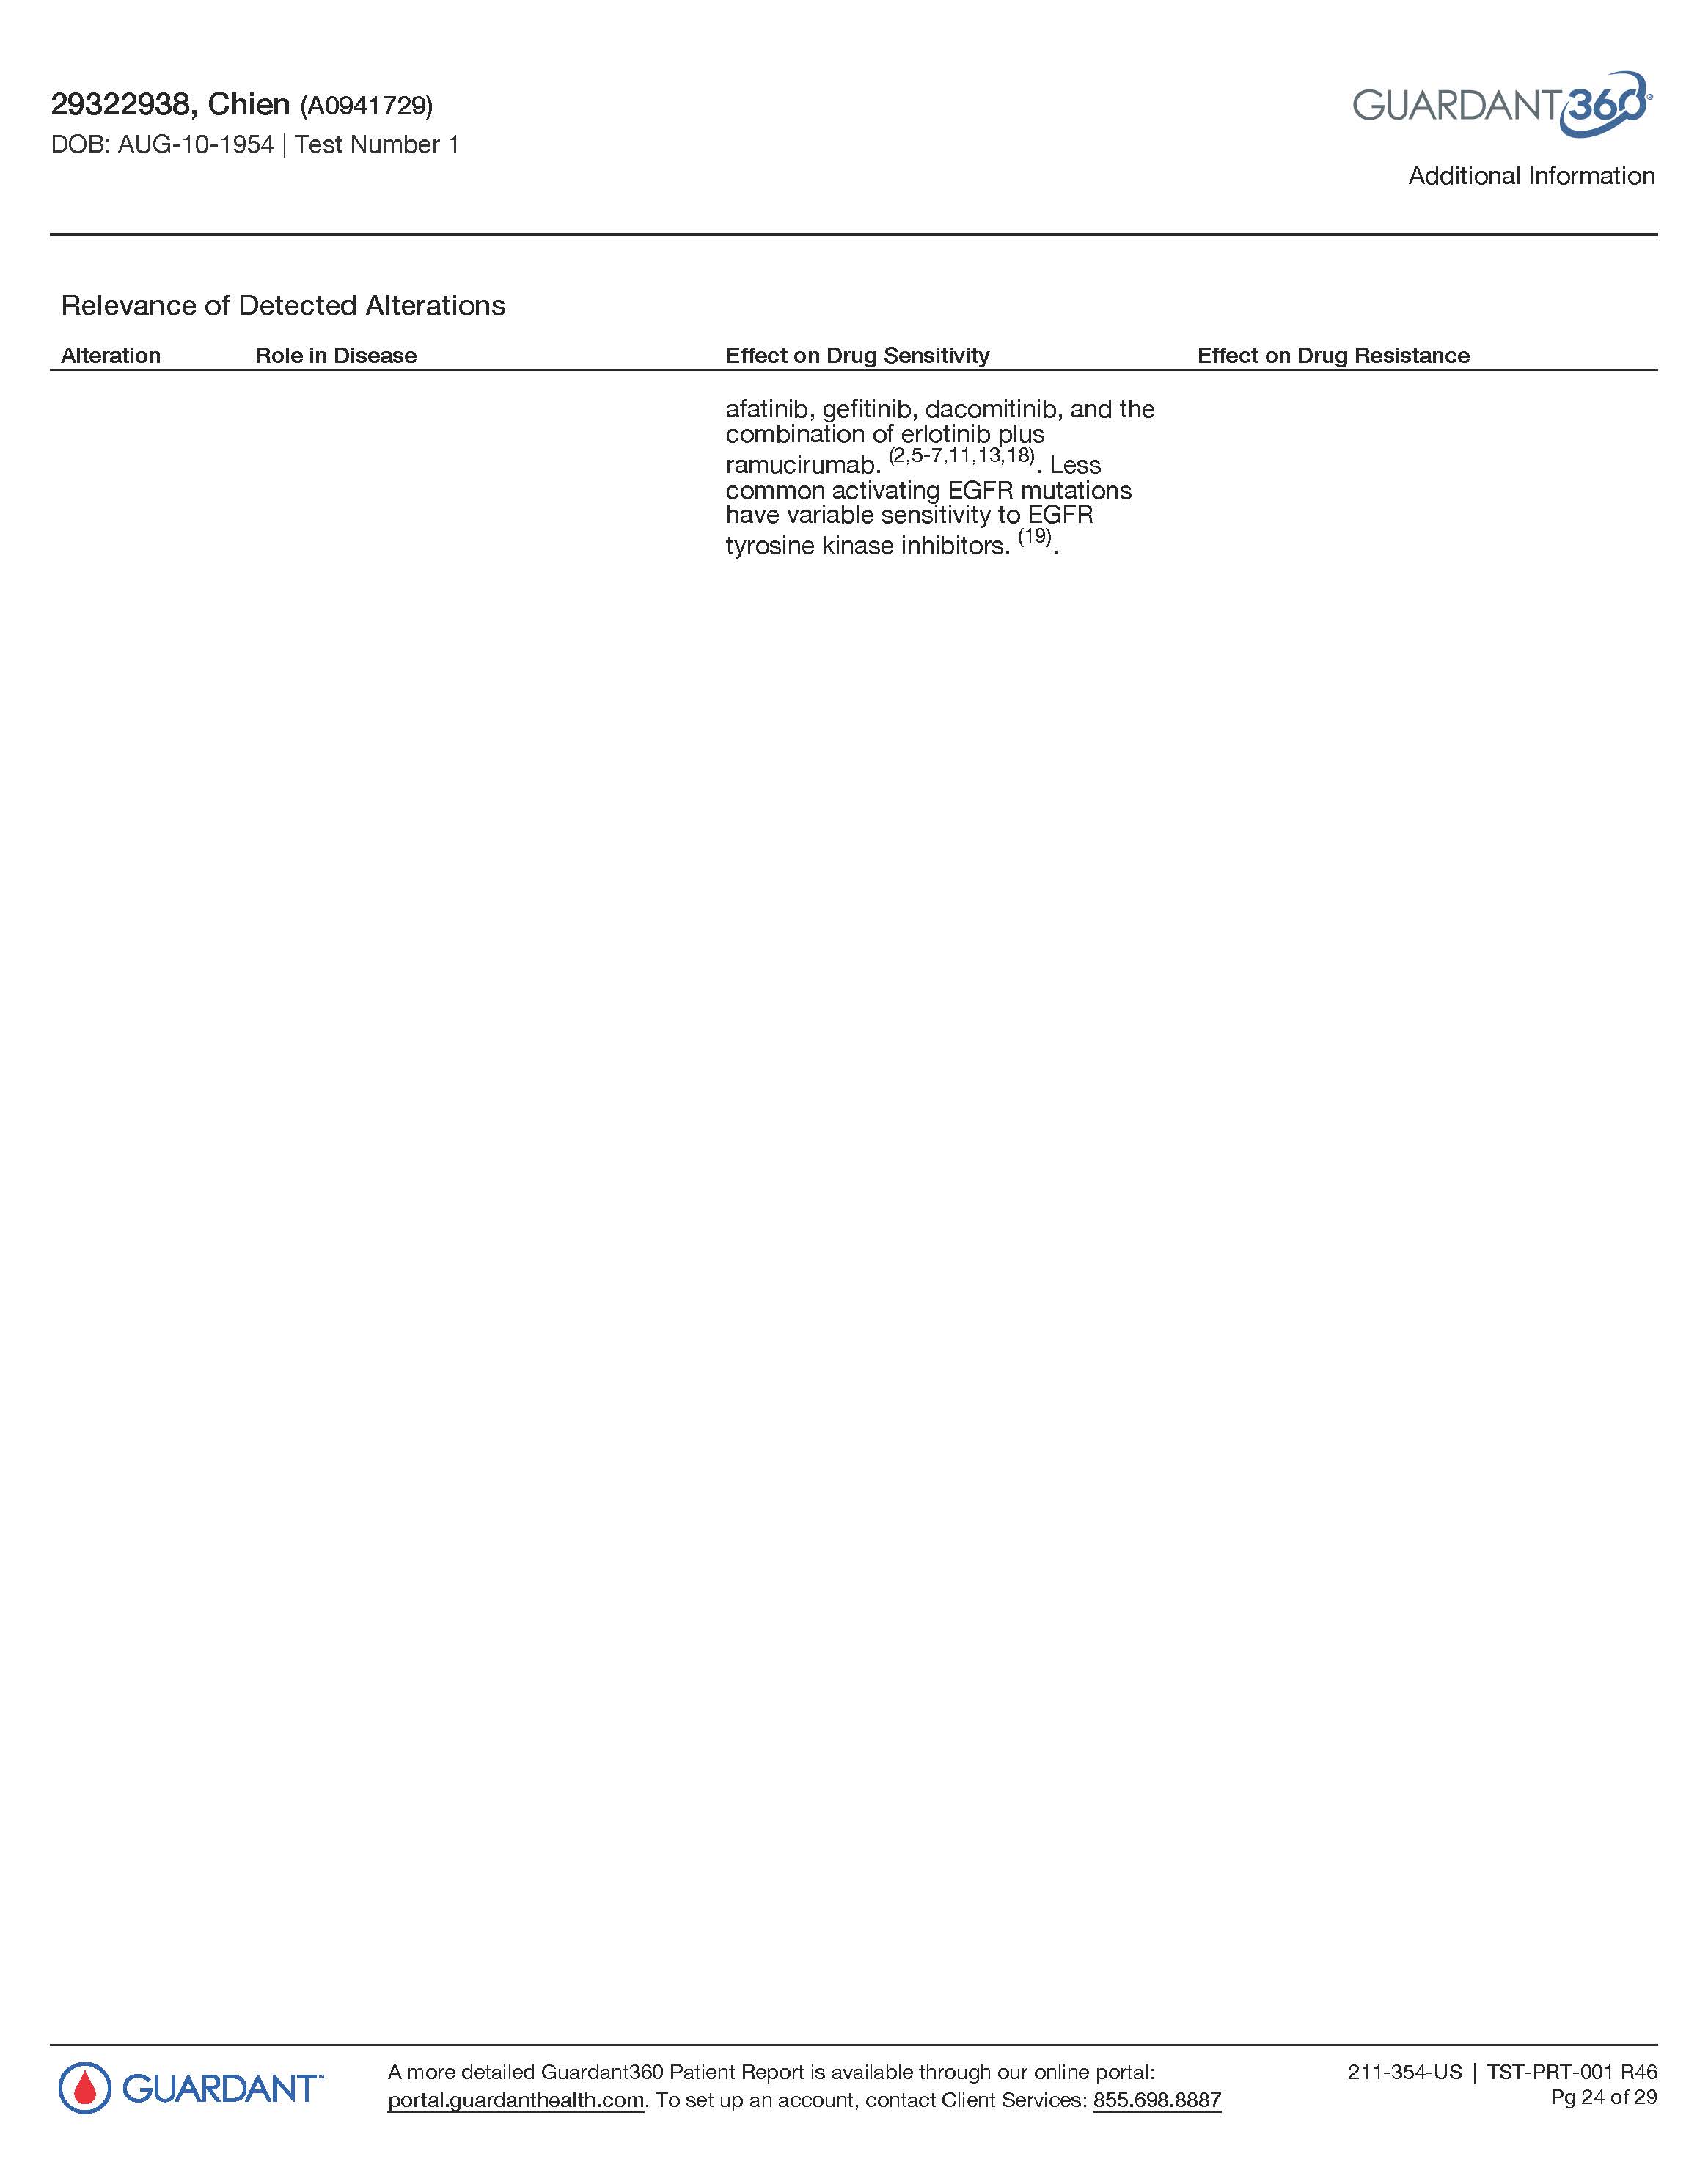 29322938, Chien (A0941729)
DOB: AUG-10-1954 | Test Number 1
GUARDANT360®
Additional Information
Relevance of Detected Alterations
Alteration Role in Disease Effect on Drug Sensitivity Effect on Drug Resistance
afatinib, gefitinib, dacomitinib, and the
combination of erlotinib plus
ramucirumab. (2,5-7,11,13,18). Less
common activating EGFR mutations
have variable sensitivity to EGFR
tyrosine kinase inhibitors. (19).
GUARDANT™
A more detailed Guardant360 Patient Report is available through our online portal:
portal.guardanthealth.com. To set up an account, contact Client Services: 855.698.8887
211-354-US | TST-PRT-001 R46
Pg 24 of 29